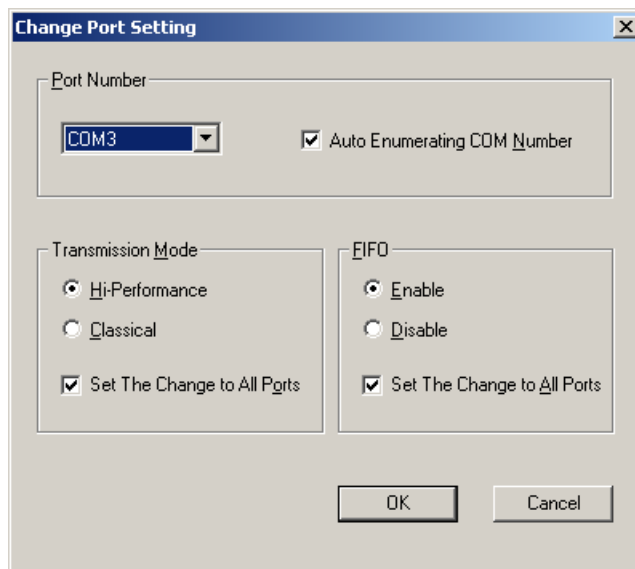 Change Port Setting
Port Number
COM3
Auto Enumerating COM Number
Transmission Mode
Hi-Performance
Classical
Set The Change to All Ports
FIFO
Enable
Disable
Set The Change to All Ports
OK
Cancel